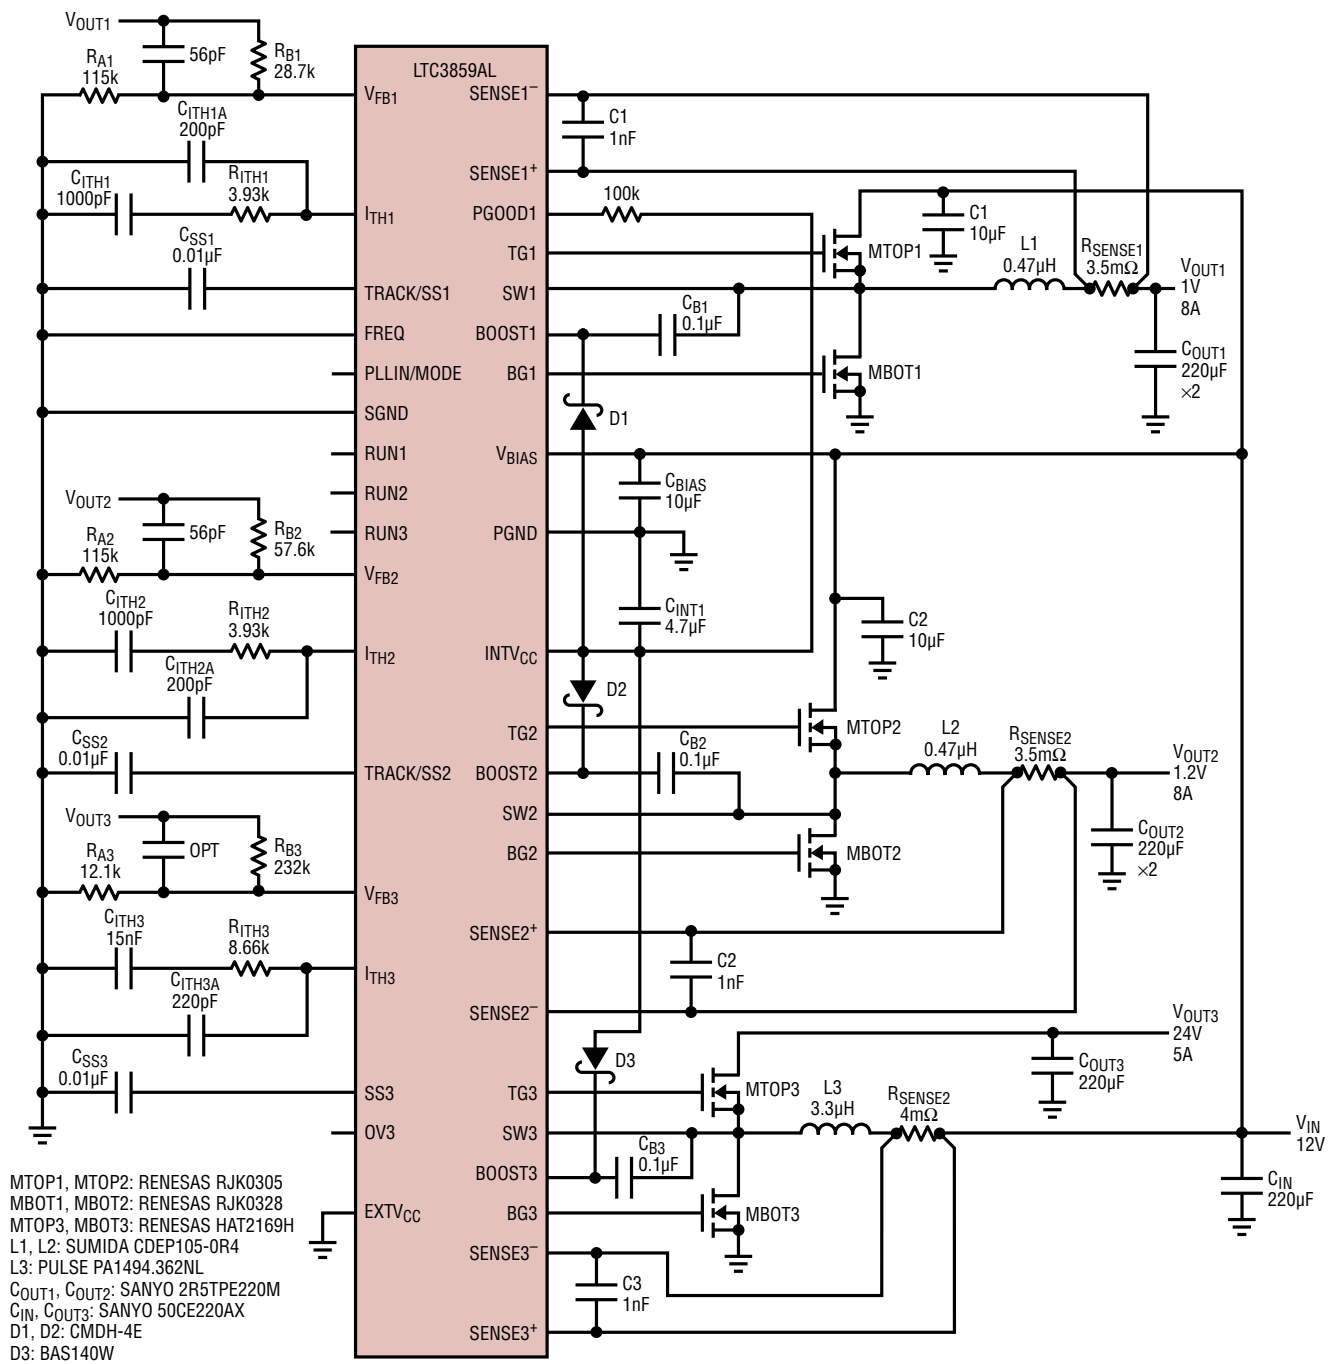 VOUT1
56pF
RA1
115k
RB1
28.7k
LTC3859AL
VFB1
SENSE1–
CITH1A
200pF
C1
1nF
CITH1
1000pF
RITH1
3.93k
SENSE1+
ITH1
PGOOD1
100k
C1
10µF
TG1
MTOP1
L1
0.47µH
RSENSE1
3.5mΩ
VOUT1
1V
8A
CSS1
0.01µF
TRACK/SS1
SW1
CB1
0.1µF
FREQ
BOOST1
COUT1
220µF
×2
PLLIN/MODE
BG1
MBOT1
SGND
D1
RUN1
VBIAS
CBIAS
10µF
RUN2
VOUT2
56pF
RA2
115k
RB2
57.6k
RUN3
PGND
VFB2
CITH2
1000pF
RITH2
3.93k
CINT1
4.7µF
C2
10µF
ITH2
INTVCC
CITH2A
200pF
D2
TG2
MTOP2
L2
0.47µH
RSENSE2
3.5mΩ
VOUT2
1.2V
8A
CSS2
0.01µF
TRACK/SS2
BOOST2
CB2
0.1µF
SW2
VOUT3
OPT
RA3
12.1k
RB3
232k
BG2
MBOT2
COUT2
220µF
×2
VFB3
CITH3
15nF
RITH3
8.66k
SENSE2+
ITH3
C2
1nF
CITH3A
220pF
SENSE2–
VOUT3
24V
5A
CSS3
0.01µF
D3
COUT3
220µF
SS3
TG3
MTOP3
L3
3.3µH
RSENSE2
4mΩ
OV3
SW3
VIN
12V
CB3
0.1µF
BOOST3
CIN
220µF
EXTVCC
BG3
MBOT3
SENSE3–
C3
1nF
SENSE3+
MTOP1, MTOP2: RENESAS RJK0305
MBOT1, MBOT2: RENESAS RJK0328
MTOP3, MBOT3: RENESAS HAT2169H
L1, L2: SUMIDA CDEP105-0R4
L3: PULSE PA1494.362NL
COUT1, COUT2: SANYO 2R5TPE220M
CIN, COUT3: SANYO 50CE220AX
D1, D2: CMDH-4E
D3: BAS140W